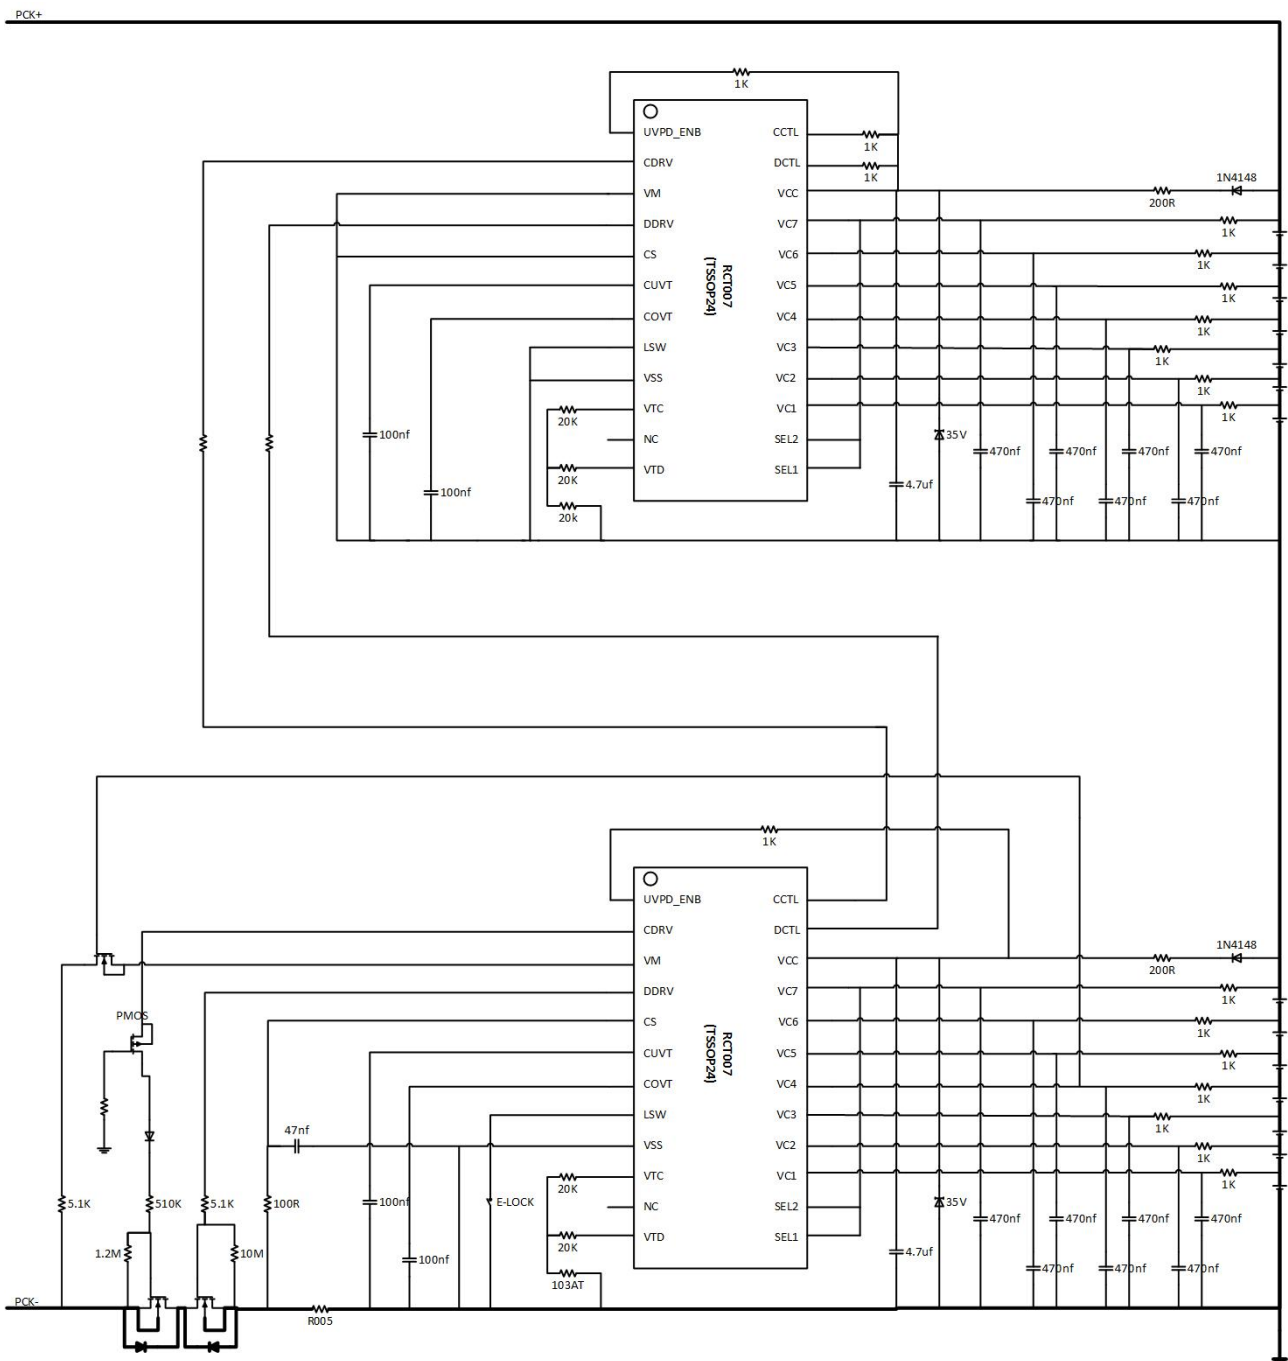 PCK+
1K
UVPD_ENB
CCTL
1K
CDRV
DCTL
1K
1N4148
VM
VCC
200R
DDRV
VC7
1K
CS
VC6
1K
RCT007
(TSSOP24)
CUVT
VC5
1K
COVT
VC4
1K
LSW
VC3
1K
VSS
VC2
1K
VTC
VC1
20K
1K
100nf
NC
SEL2
35V
470nf
470nf
470nf
470nf
VTD
SEL1
20K
4.7uf
100nf
470nf
470nf
470nf
20k
1K
UVPD_ENB
CCTL
CDRV
DCTL
1N4148
VM
VCC
200R
DDRV
VC7
1K
PMOS
CS
VC6
1K
RCT007
(TSSOP24)
CUVT
VC5
1K
COVT
VC4
1K
LSW
VC3
47nf
1K
VSS
VC2
1K
VTC
VC1
20K
1K
5.1K
510K
5.1K
100R
100nf
E-LOCK
NC
SEL2
35V
470nf
470nf
470nf
470nf
VTD
SEL1
20K
1.2M
10M
100nf
4.7uf
470nf
470nf
470nf
103AT
PCK-
R005